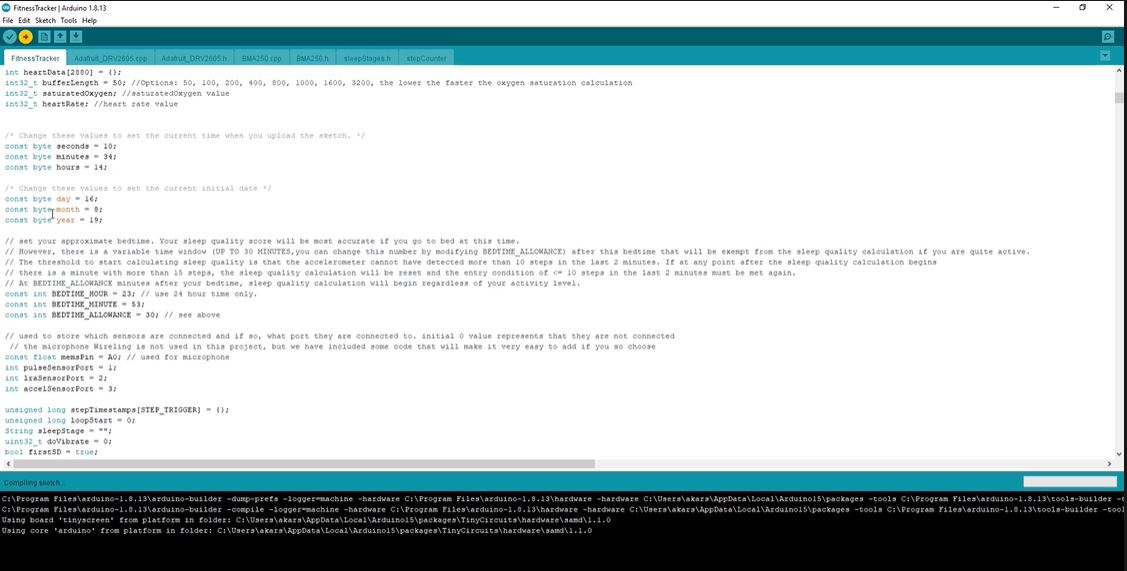 FitnessTracker | Arduino 1.8.13
File Edit Sketch Tools Help
FitnessTracker Adafruit_DRV2605.cpp Adafruit_DRV2605.h BMA250.cpp BMA250.h sleepStages.h stepCounter
int heartData[2880] = {};
int32_t bufferLength = 50; //Options: 50, 100, 200, 400, 800, 1000, 1600, 3200, the lower the faster the oxygen saturation calculation
int32_t saturatedOxygen; //saturatedOxygen value
int32_t heartRate; //heart rate value
/* Change these values to set the current time when you upload the sketch. */
const byte seconds = 10;
const byte minutes = 34;
const byte hours = 14;
/* Change these values to set the current initial date */
const byte day = 16;
const byte month = 8;
const byte year = 19;
// set your approximate bedtime. Your sleep quality score will be most accurate if you go to bed at this time.
// However, there is a variable time window (UP TO 30 MINUTES,you can change this number by modifying BEDTIME_ALLOWANCE) after this bedtime that will be exempt from the sleep quality calculation if you are quite active.
// The threshold to start calculating sleep quality is that the accelerometer cannot have detected more than 10 steps in the last 2 minutes. If at any point after the sleep quality calculation begins
// there is a minute with more than 15 steps, the sleep quality calculation will be reset and the entry condition of <= 10 steps in the last 2 minutes must be met again.
// At BEDTIME_ALLOWANCE minutes after your bedtime, sleep quality calculation will begin regardless of your activity level.
const int BEDTIME_HOUR = 23; // use 24 hour time only.
const int BEDTIME_MINUTE = 53;
const int BEDTIME_ALLOWANCE = 30; // see above
// used to store which sensors are connected and if so, what port they are connected to. initial 0 value represents that they are not connected
// the microphone Wireling is not used in this project, but we have included some code that will make it very easy to add if you so choose
const float memsPin = A0; // used for microphone
int pulseSensorPort = 1;
int lraSensorPort = 2;
int accelSensorPort = 3;
unsigned long stepTimestamps[STEP_TRIGGER] = {};
unsigned long loopStart = 0;
String sleepStage = "";
uint32_t doVibrate = 0;
bool firstSD = true;
Compiling sketch...
C:\Program Files\arduino-1.8.13\arduino-builder -dump-prefs -logger=machine -hardware C:\Program Files\arduino-1.8.13\hardware -hardware C:\Users\akars\AppData\Local\Arduino15\packages -tools C:\Program Files\arduino-1.8.13\tools-builder -t
C:\Program Files\arduino-1.8.13\arduino-builder -compile -logger=machine -hardware C:\Program Files\arduino-1.8.13\hardware -hardware C:\Users\akars\AppData\Local\Arduino15\packages -tools C:\Program Files\arduino-1.8.13\tools-builder -tool
Using board 'tinyscreen' from platform in folder: C:\Users\akars\AppData\Local\Arduino15\packages\TinyCircuits\hardware\samd\1.1.0
Using core 'arduino' from platform in folder: C:\Users\akars\AppData\Local\Arduino15\packages\TinyCircuits\hardware\samd\1.1.0